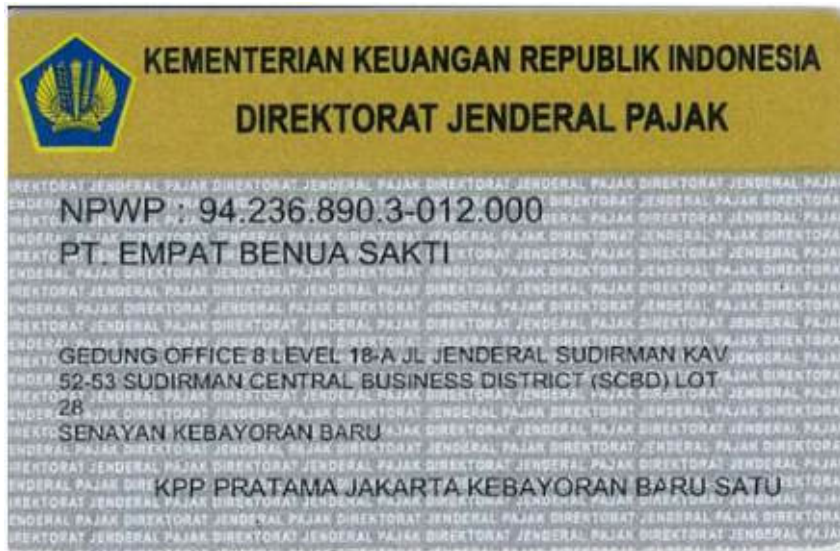 KEMENTERIAN KEUANGAN REPUBLIK INDONESIA
DIREKTORAT JENDERAL PAJAK
NPWP : 94.236.890.3-012.000
PT. EMPAT BENUA SAKTI
GEDUNG OFFICE 8 LEVEL 18-A JL JENDERAL SUDIRMAN KAV
52-53 SUDIRMAN CENTRAL BUSINESS DISTRICT (SCBD) LOT
28
SENAYAN KEBAYORAN BARU
KPP PRATAMA JAKARTA KEBAYORAN BARU SATU